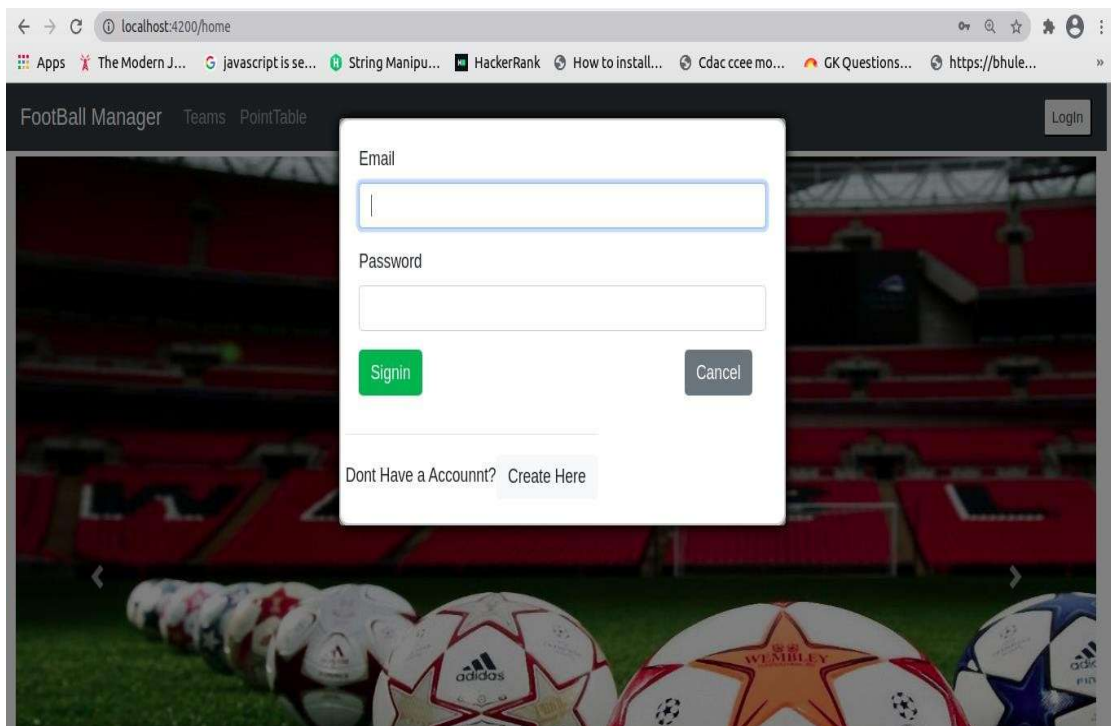 localhost:4200/home
Apps The Modern J... javascript is se... String Manipu... HackerRank How to install... Cdac ccee mo... GK Questions... https://bhule... »
FootBall Manager Teams PointTable LogIn
Email
Password
Signin Cancel
Dont Have a Accounnt? Create Here
adidas
WEMBLEY
adidas
FIN